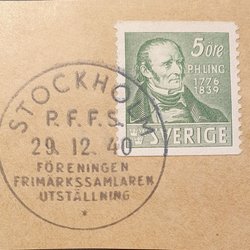 STOCKHOLM
P.F.F.S.
29.12.40
FÖRENINGEN
FRIMÄRKSSAMLAREN
UTSTÄLLNING
*
5 ÖRE
P.H.LING
1776
1839
SVERIGE